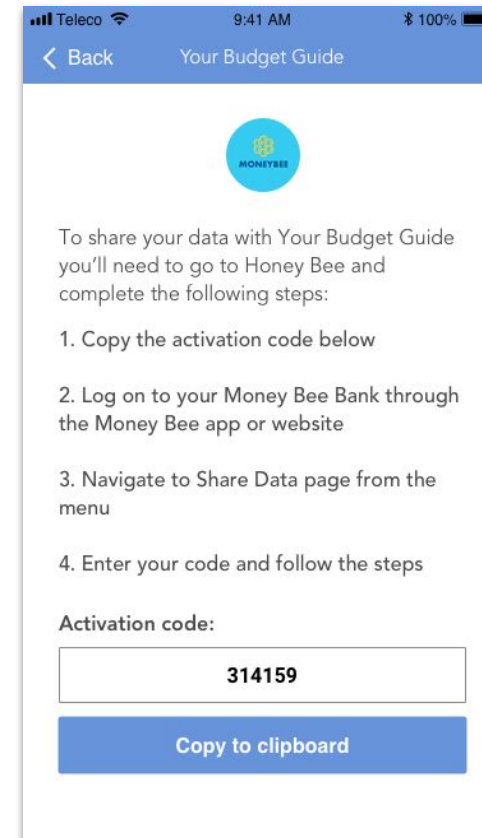 Teleco 9:41 AM 100%
Back Your Budget Guide
MONEYBEE
To share your data with Your Budget Guide
you'll need to go to Honey Bee and
complete the following steps:
1. Copy the activation code below
2. Log on to your Money Bee Bank through
the Money Bee app or website
3. Navigate to Share Data page from the
menu
4. Enter your code and follow the steps
Activation code:
314159
Copy to clipboard